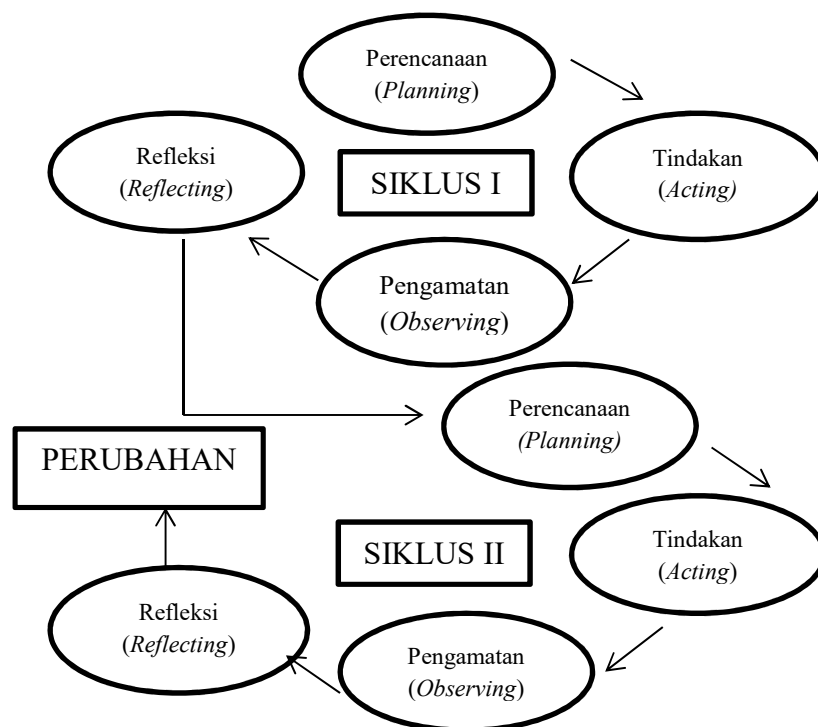 Perencanaan
(Planning)
Refleksi
(Reflecting)
SIKLUS I
Tindakan
(Acting)
Pengamatan
(Observing)
Perencanaan
(Planning)
PERUBAHAN
SIKLUS II
Tindakan
(Acting)
Refleksi
(Reflecting)
Pengamatan
(Observing)